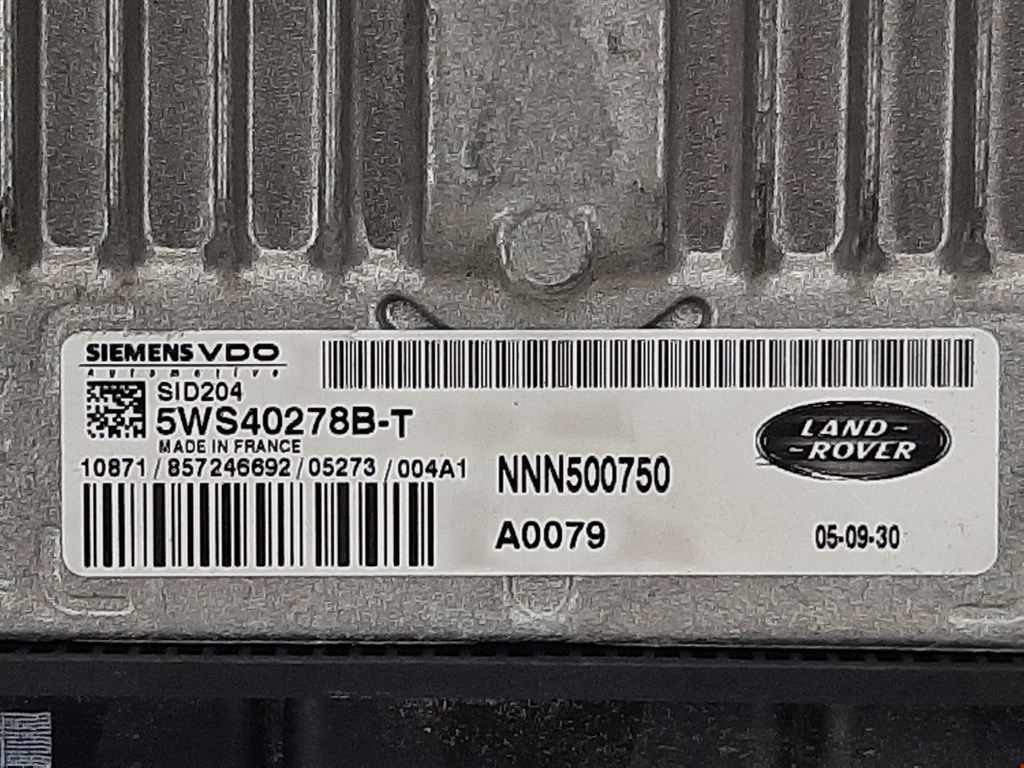 SIEMENS VDO
Automotive
SID204
5WS40278B-T
MADE IN FRANCE
10871/857246692/05273/004A1
NNN500750
A0079
LAND-
-ROVER
05-09-30